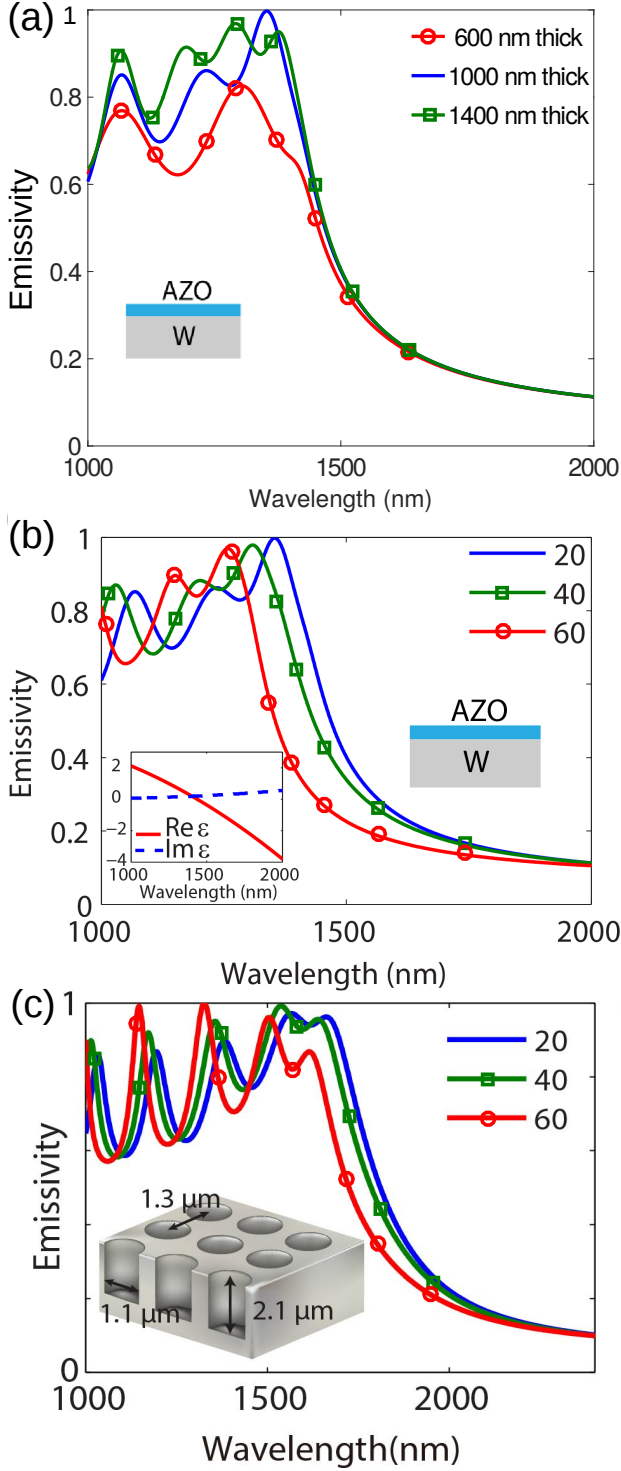 (a)
1
0.8
0.6
0.4
0.2
0
Emissivity
600 nm thick
1000 nm thick
1400 nm thick
AZO
W
1000
1500
2000
Wavelength (nm)
(b)
1
0.8
0.6
0.4
0.2
0
Emissivity
20
40
60
AZO
W
2
0
−2
−4
Re ε
Im ε
1000
1500
2000
Wavelength (nm)
1000
1500
2000
Wavelength (nm)
(c)
1
0
Emissivity
20
40
60
1.3 μm
1.1 μm
2.1 μm
1000
1500
2000
Wavelength(nm)